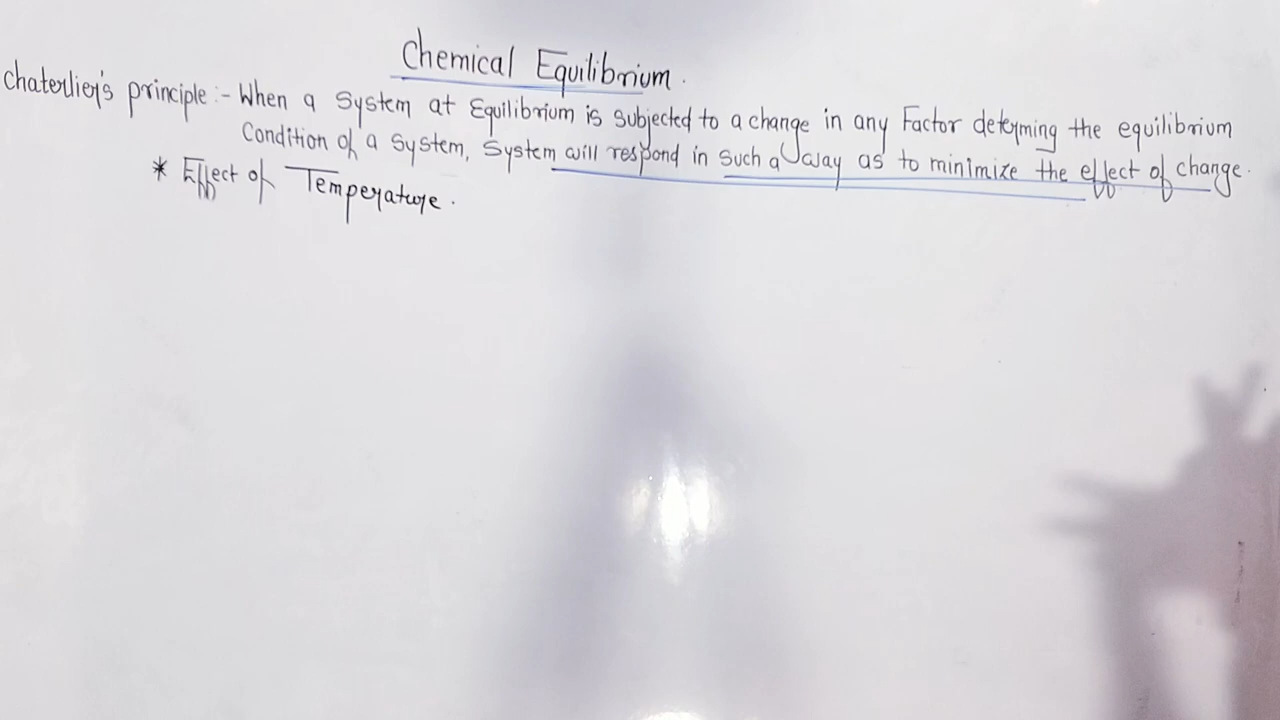 Chemical Equilibrium.
Chaterlier's principle :- When a System at Equilibrium is subjected to a change in any Factor determing the equilibrium
Condition of a system, System will respond in such a way as to minimize the effect of change.
* Effect of Temperature.